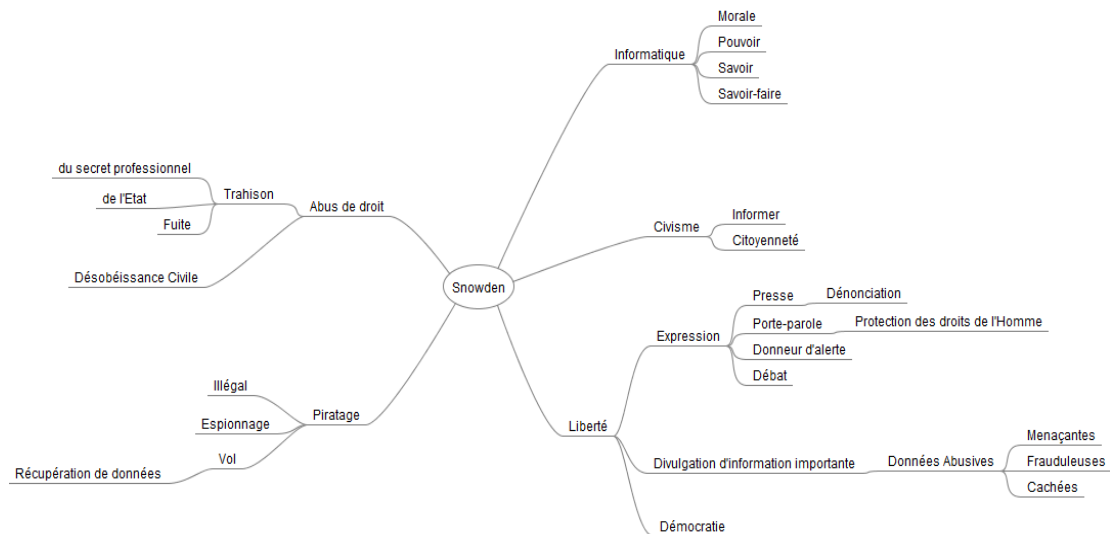 Morale
Informatique
Pouvoir
Savoir
Savoir-faire
du secret professionnel
de l'Etat
Trahison
Fuite
Abus de droit
Désobéissance Civile
Civisme
Informer
Citoyenneté
Snowden
Presse
Dénonciation
Porte-parole
Protection des droits de l'Homme
Expression
Donneur d'alerte
Débat
Illégal
Espionnage
Piratage
Vol
Récupération de données
Liberté
Divulgation d'information importante
Données Abusives
Menaçantes
Frauduleuses
Cachées
Démocratie